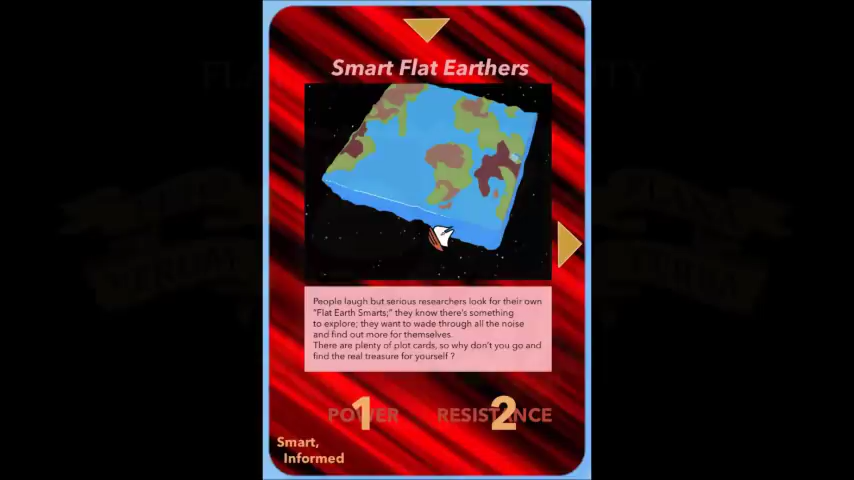 Smart Flat Earthers
People laugh but serious researchers look for their own
"Flat Earth Smarts;" they know there's something
to explore; they want to wade through all the noise
and find out more for themselves.
There are plenty of plot cards, so why don't you go and
find the real treasure for yourself ?
POWER 1 RESISTANCE 2
Smart,
Informed